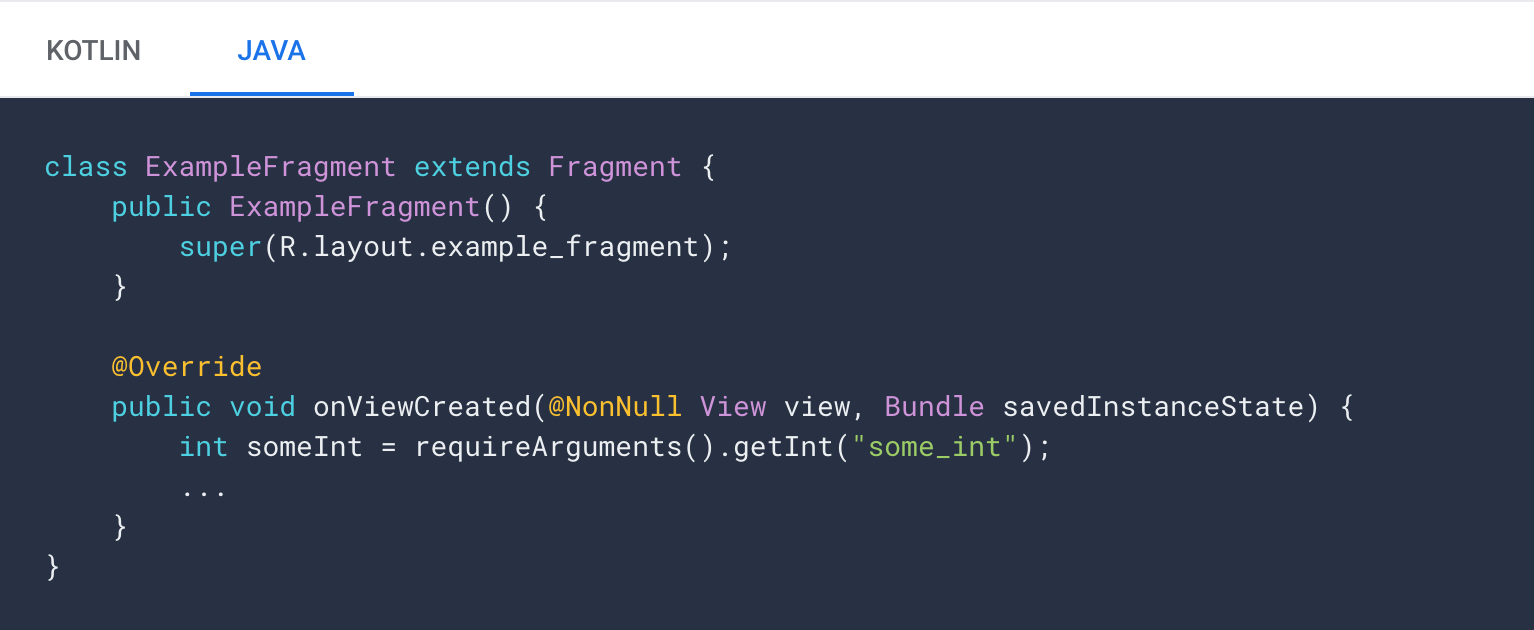 KOTLIN JAVA
class ExampleFragment extends Fragment {
    public ExampleFragment() {
        super(R.layout.example_fragment);
    }

    @Override
    public void onViewCreated(@NonNull View view, Bundle savedInstanceState) {
        int someInt = requireArguments().getInt("some_int");
        ...
    }
}